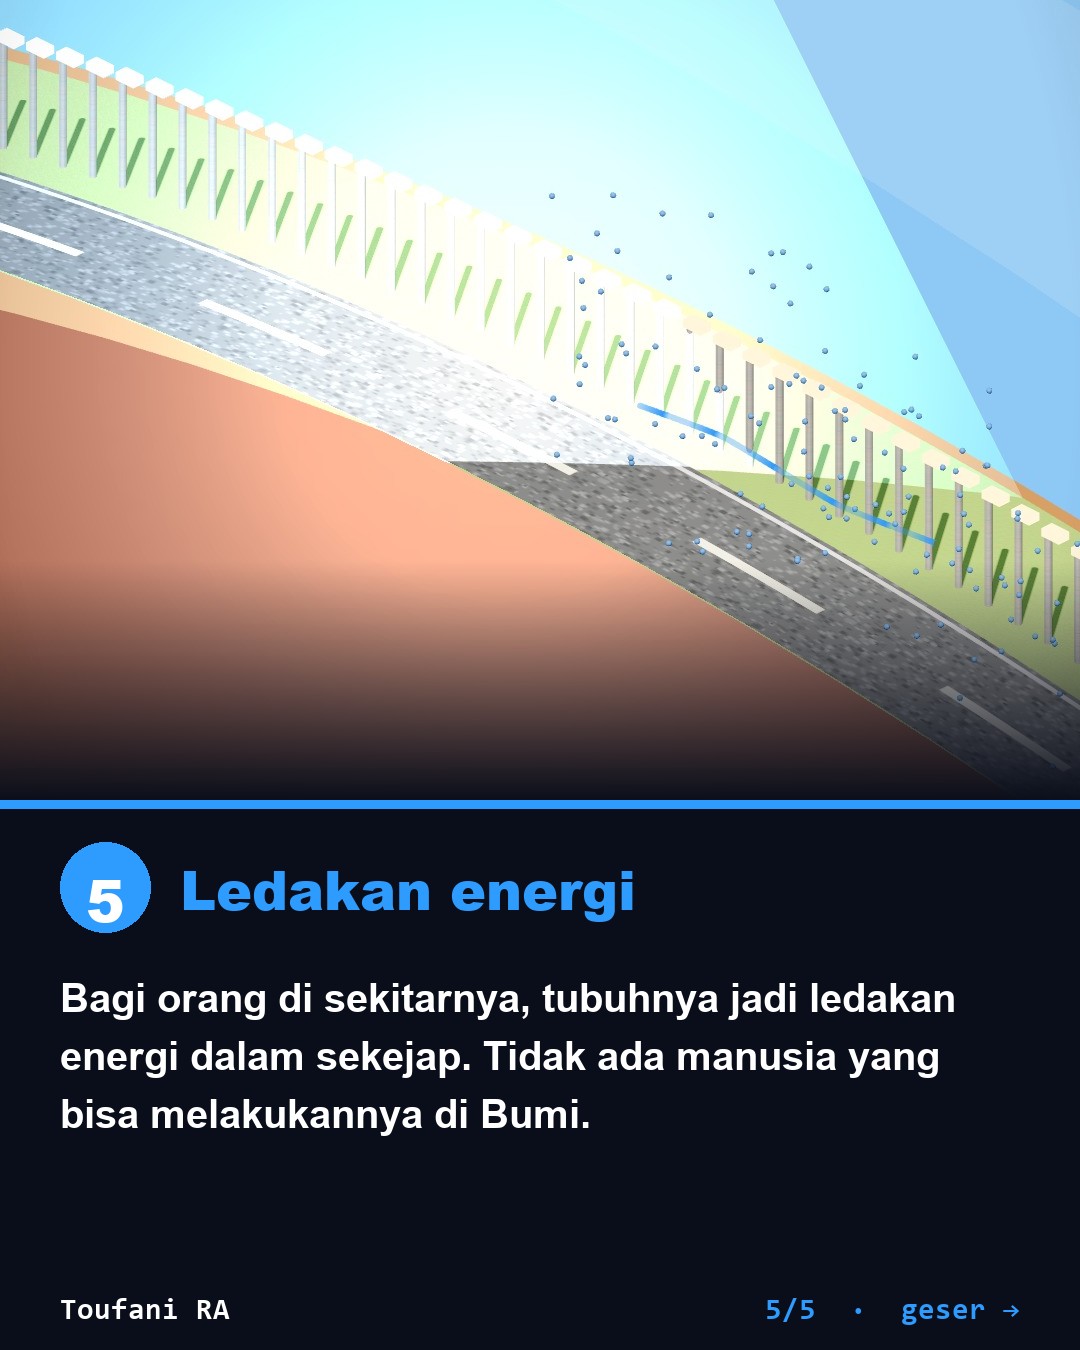 5 Ledakan energi
Bagi orang di sekitarnya, tubuhnya jadi ledakan
energi dalam sekejap. Tidak ada manusia yang
bisa melakukannya di Bumi.
Toufani RA
5/5 · geser →